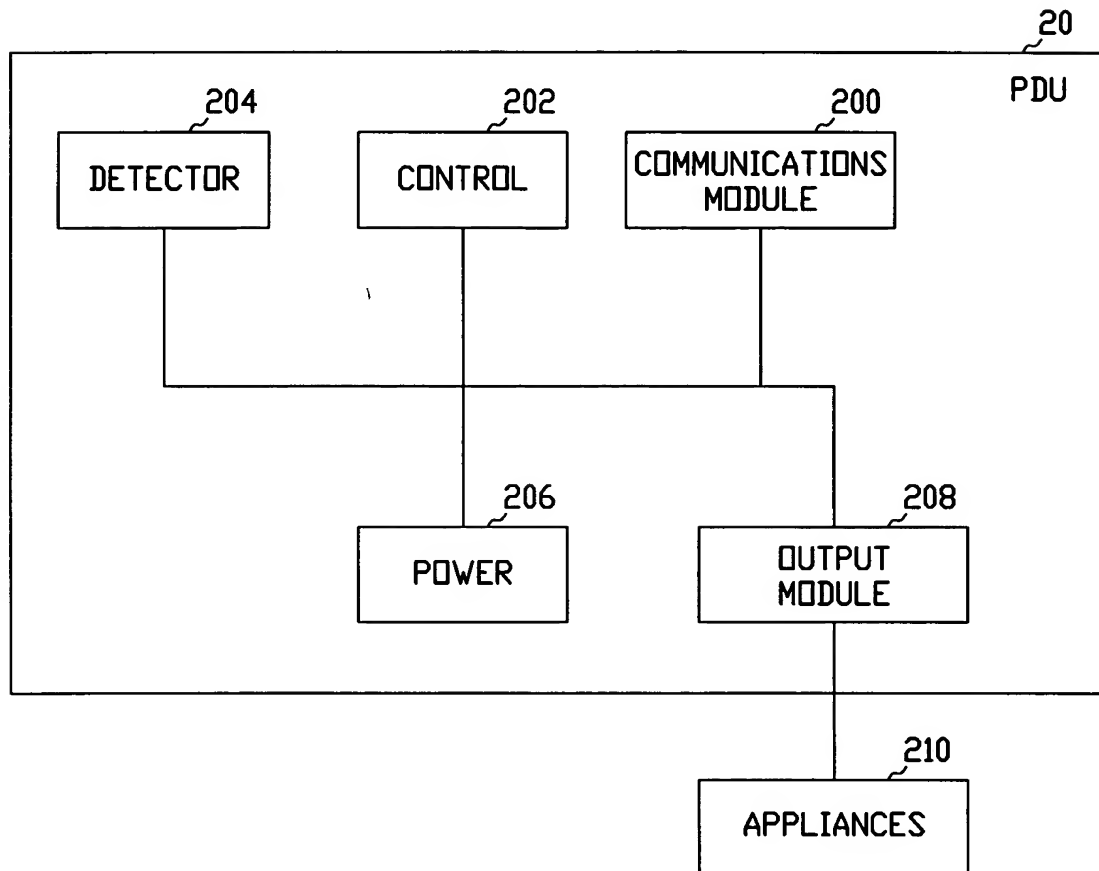 20
PDU
204
202
200
DETECTOR
CONTROL
COMMUNICATIONS
MODULE
206
208
POWER
OUTPUT
MODULE
210
APPLIANCES